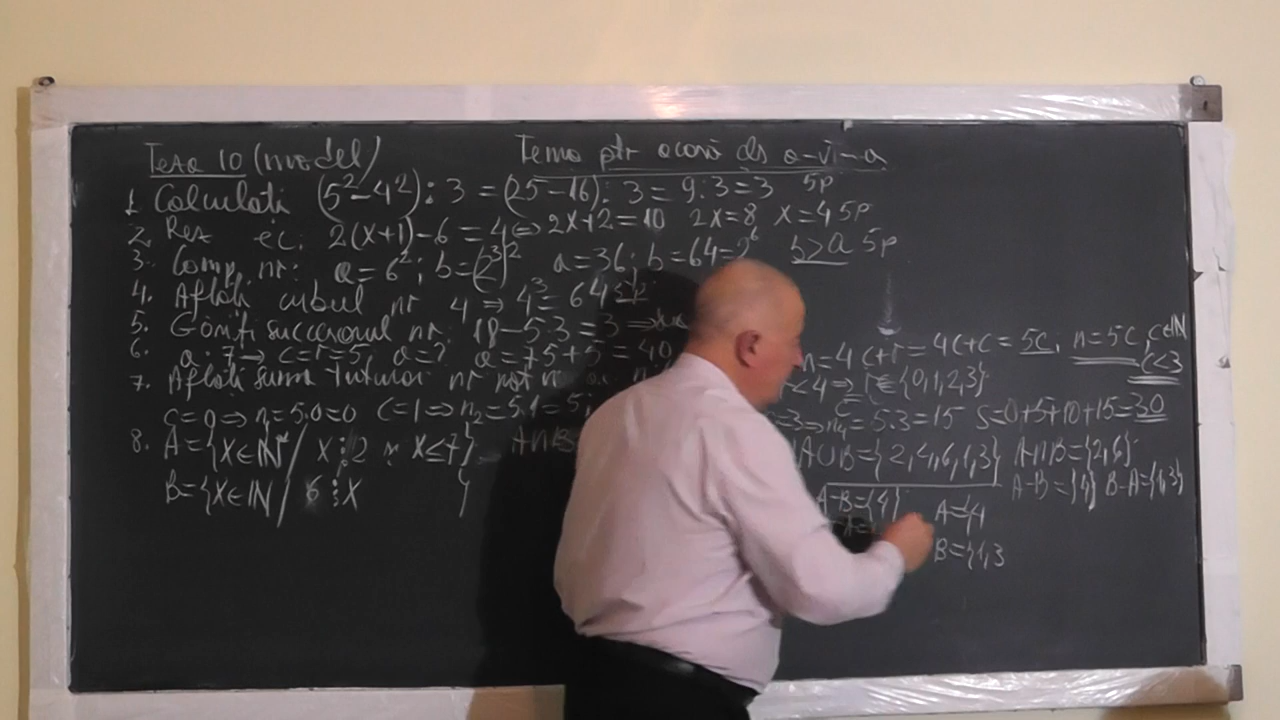 Teza 10 (model)
Tema ptr acasă cls a-VI-a
1. Calculati (5²-4²):3 = (25-16):3 = 9:3=3 5p
2. Rez ec: 2(x+1)-6=4 ⇔ 2x+2=10 2x=8 x=4 5p
3. Comp. nr: a=6²; b=(2³)² a=36; b=64=2⁶ b>a 5p
4. Aflati cubul nr 4 ⇒ 4³=64
5. succesorul nr: 18-5·3=3 ⇒
6. a:7→ c=r=5, a=? a=7·5+5=40
7. Aflati suma tuturor nr nat n
n=4c+r=4c+c=5c; n=5c, c∈ℕ
r<4 ⇒ r∈{0,1,2,3} c<3
c=0 ⇒ n₁=5·0=0 c=1 ⇒ n₂=5·1=5;
=3 ⇒ n₄=5·3=15 S=0+5+10+15=30
8. A={x∈ℕ*/ x⋮2 și x≤7} A∩B
B={x∈ℕ/ 6⋮x }
A∪B={2,4,6,1,3} A∩B={2,6}
A-B={4} B-A={1,3}
A-B={4}; A={4
B={1,3